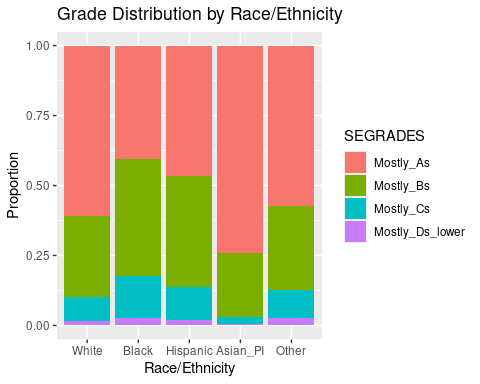 Grade Distribution by Race/Ethnicity
1.00
0.75
0.50
0.25
0.00
Proportion
White Black Hispanic Asian_PI Other
Race/Ethnicity
SEGRADES
Mostly_As
Mostly_Bs
Mostly_Cs
Mostly_Ds_lower